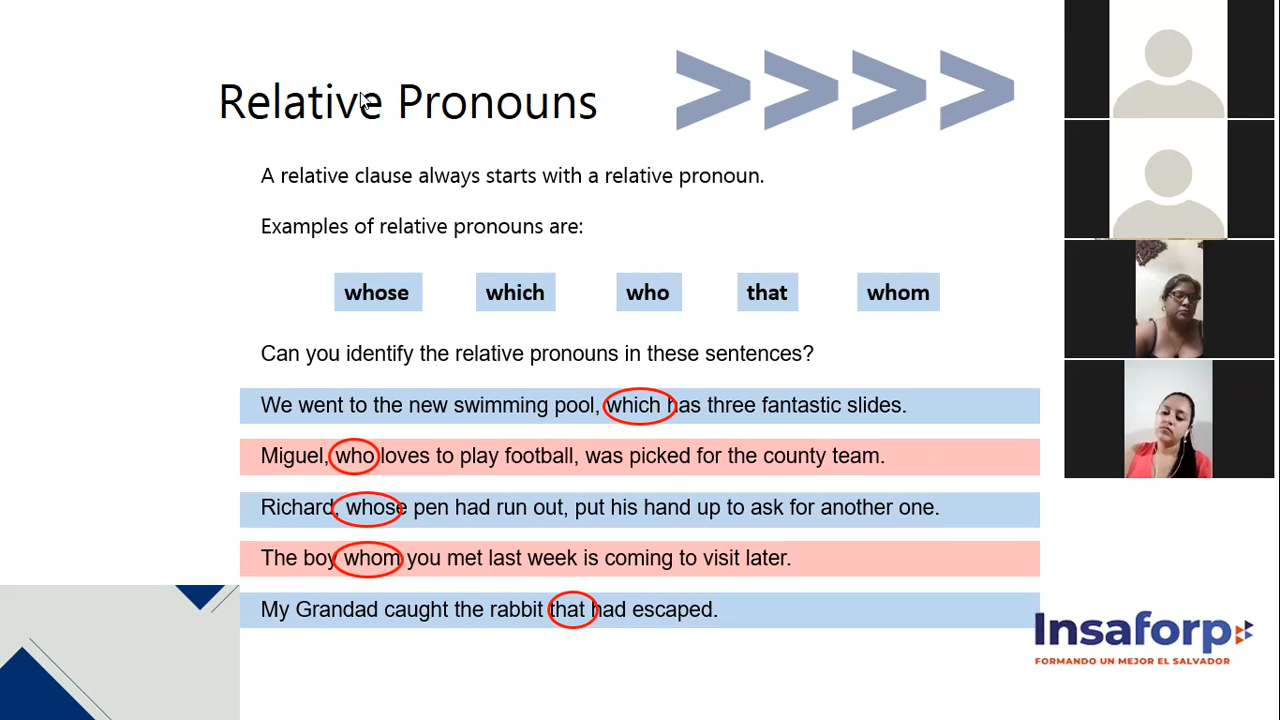 Relative Pronouns
A relative clause always starts with a relative pronoun.
Examples of relative pronouns are:
whose which who that whom
Can you identify the relative pronouns in these sentences?
We went to the new swimming pool, which has three fantastic slides.
Miguel, who loves to play football, was picked for the county team.
Richard, whose pen had run out, put his hand up to ask for another one.
The boy whom you met last week is coming to visit later.
My Grandad caught the rabbit that had escaped.
Insaforp
FORMANDO UN MEJOR EL SALVADOR